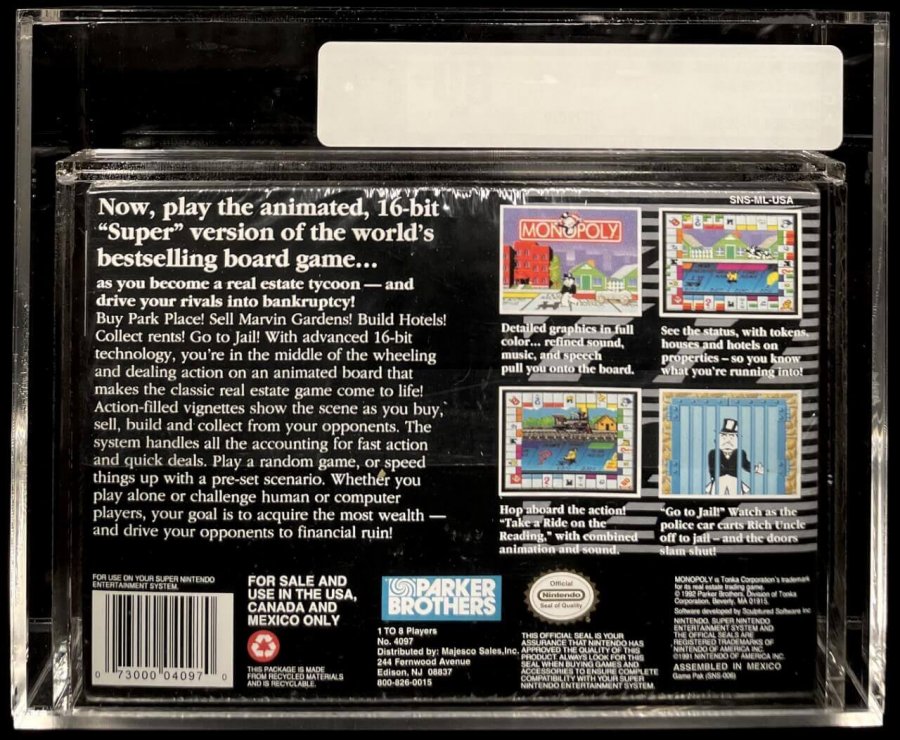 SNS-ML-USA
Now, play the animated, 16-bit
“Super” version of the world’s
bestselling board game...
as you become a real estate tycoon — and
drive your rivals into bankruptcy!
Buy Park Place! Sell Marvin Gardens! Build Hotels!
Collect rents! Go to Jail! With advanced 16-bit
technology, you’re in the middle of the wheeling
and dealing action on an animated board that
makes the classic real estate game come to life!
Action-filled vignettes show the scene as you buy,
sell, build and collect from your opponents. The
system handles all the accounting for fast action
and quick deals. Play a random game, or speed
things up with a pre-set scenario. Whether you
play alone or challenge human or computer
players, your goal is to acquire the most wealth —
and drive your opponents to financial ruin!
MONOPOLY
Detailed graphics in full
color... refined sound,
music, and speech
pull you onto the board.
See the status, with tokens,
houses and hotels on
properties – so you know
what you’re running into!
Hop aboard the action!
“Take a Ride on the
Reading,” with combined
animation and sound.
“Go to Jail!” Watch as the
police car carts Rich Uncle
off to jail – and the doors
slam shut!
FOR USE ON YOUR SUPER NINTENDO
ENTERTAINMENT SYSTEM.
0 73000 04097 0
FOR SALE AND
USE IN THE USA,
CANADA AND
MEXICO ONLY
THIS PACKAGE IS MADE
FROM RECYCLED MATERIALS
AND IS RECYCLABLE.
PARKER
BROTHERS
1 TO 8 Players
No. 4097
Distributed by: Majesco Sales,Inc.
244 Fernwood Avenue
Edison, NJ 08837
800-826-0015
Official
Nintendo
Seal of Quality
THIS OFFICIAL SEAL IS YOUR
ASSURANCE THAT NINTENDO HAS
APPROVED THE QUALITY OF THIS
PRODUCT. ALWAYS LOOK FOR THIS
SEAL WHEN BUYING GAMES AND
ACCESSORIES TO ENSURE COMPLETE
COMPATIBILITY WITH YOUR SUPER
NINTENDO ENTERTAINMENT SYSTEM.
MONOPOLY is Tonka Corporation’s trademark
for its real estate trading game.
© 1992 Parker Brothers, Division of Tonka
Corporation, Beverly, MA 01915.
Software developed by Sculptured Software Inc
NINTENDO, SUPER NINTENDO
ENTERTAINMENT SYSTEM AND
THE OFFICAL SEALS ARE
REGISTERED TRADEMARKS OF
NINTENDO OF AMERICA INC.
©1991 NINTENDO OF AMERICA INC.
ASSEMBLED IN MEXICO
Game Pak (SNS-006)